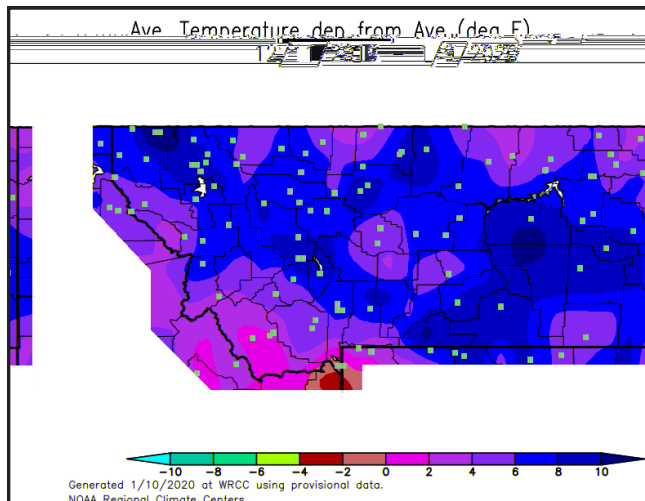 Ave. Temperature dep from Ave (deg F)
-10 -8 -6 -4 -2 0 2 4 6 8 10
Generated 1/10/2020 at WRCC using provisional data.
NOAA Regional Climate Centers